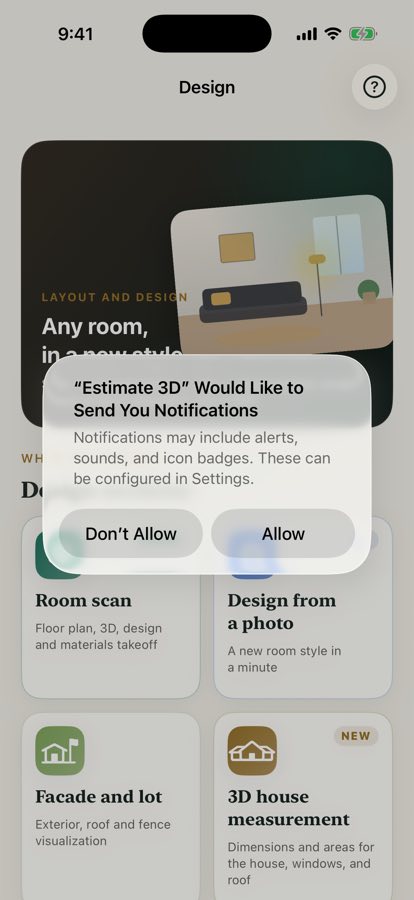 9:41
Design
LAYOUT AND DESIGN
Any room,
in a new style
“Estimate 3D” Would Like to
Send You Notifications
Notifications may include alerts,
sounds, and icon badges. These can
be configured in Settings.
Don’t Allow
Allow
Room scan
Floor plan, 3D, design
and materials takeoff
Design from
a photo
A new room style in
a minute
Facade and lot
Exterior, roof and fence
visualization
NEW
3D house
measurement
Dimensions and areas for
the house, windows, and
roof